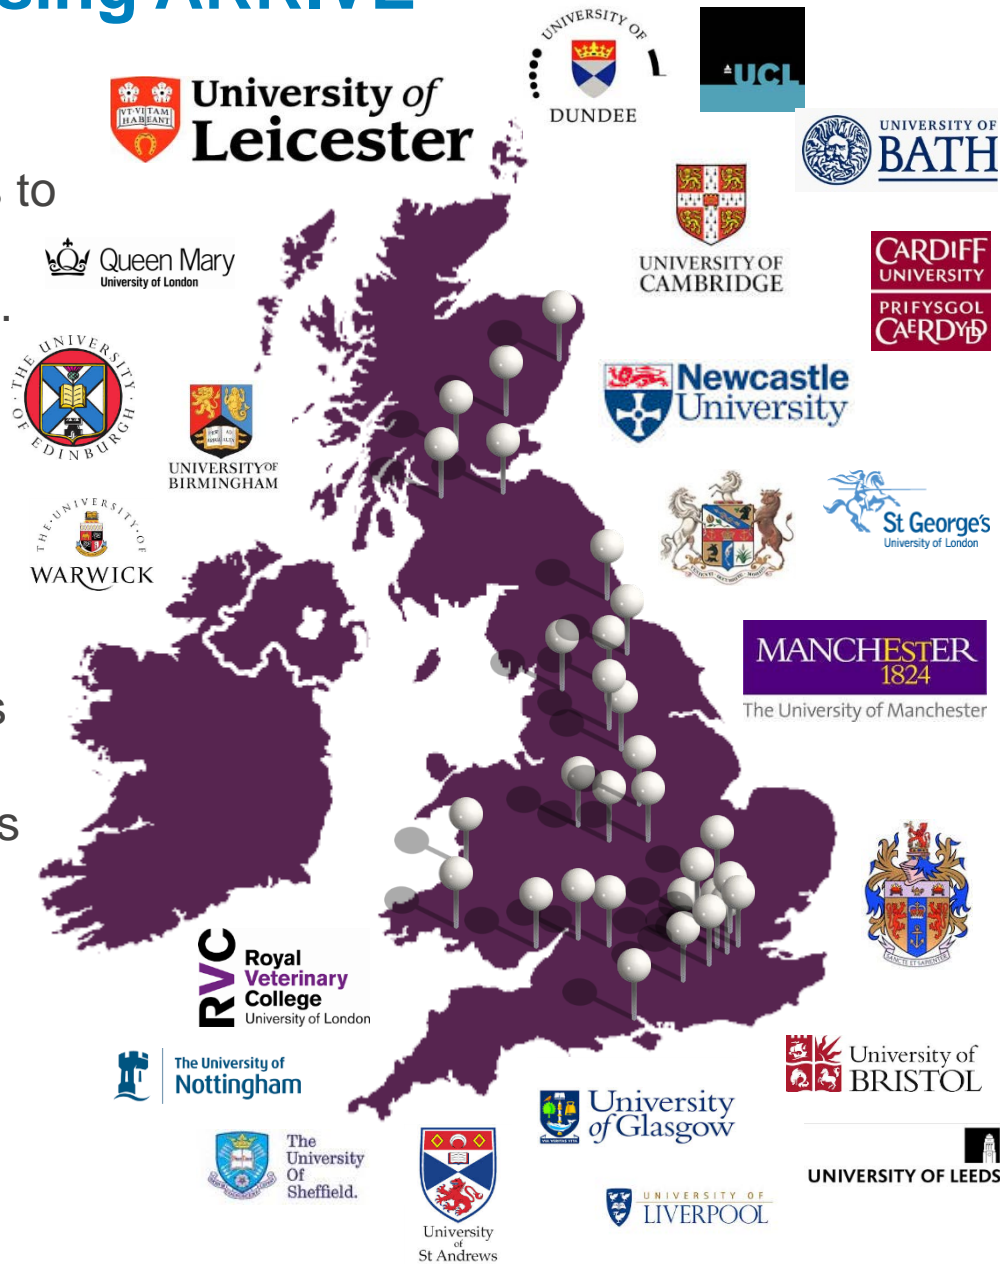 sing ARRIVE
UNIVERSITY OF
DUNDEE
UCL
University of
Leicester
VT·VITAM
HABEANT
UNIVERSITY OF
BATH
s to
UNIVERSITY OF
CAMBRIDGE
CARDIFF
UNIVERSITY
PRIFYSGOL
CAERDYDD
Queen Mary
University of London
.
THE UNIVERSITY
OF EDINBURGH
Newcastle
University
UNIVERSITY OF
BIRMINGHAM
St George's
University of London
THE·UNIVERSITY·OF
WARWICK
MANCHESTER
1824
The University of Manchester
s
s
SANCTE ET SAPIENTER
RVC
Royal
Veterinary
College
University of London
The University of
Nottingham
University of
BRISTOL
University
of Glasgow
The
University
Of
Sheffield.
University
of
St Andrews
UNIVERSITY OF LEEDS
UNIVERSITY OF
LIVERPOOL